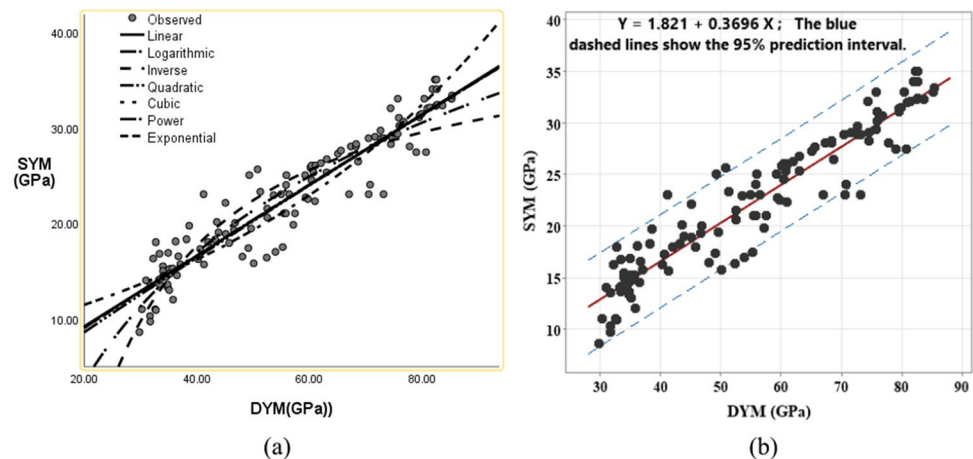 40.00
30.00
20.00
10.00
SYM
(GPa)
Observed
Linear
Logarithmic
Inverse
Quadratic
Cubic
Power
Exponential
20.00 40.00 60.00 80.00
DYM(GPa))
(a)
Y = 1.821 + 0.3696 X ; The blue
dashed lines show the 95% prediction interval.
40
35
30
25
20
15
10
SYM (GPa)
30 40 50 60 70 80 90
DYM (GPa)
(b)